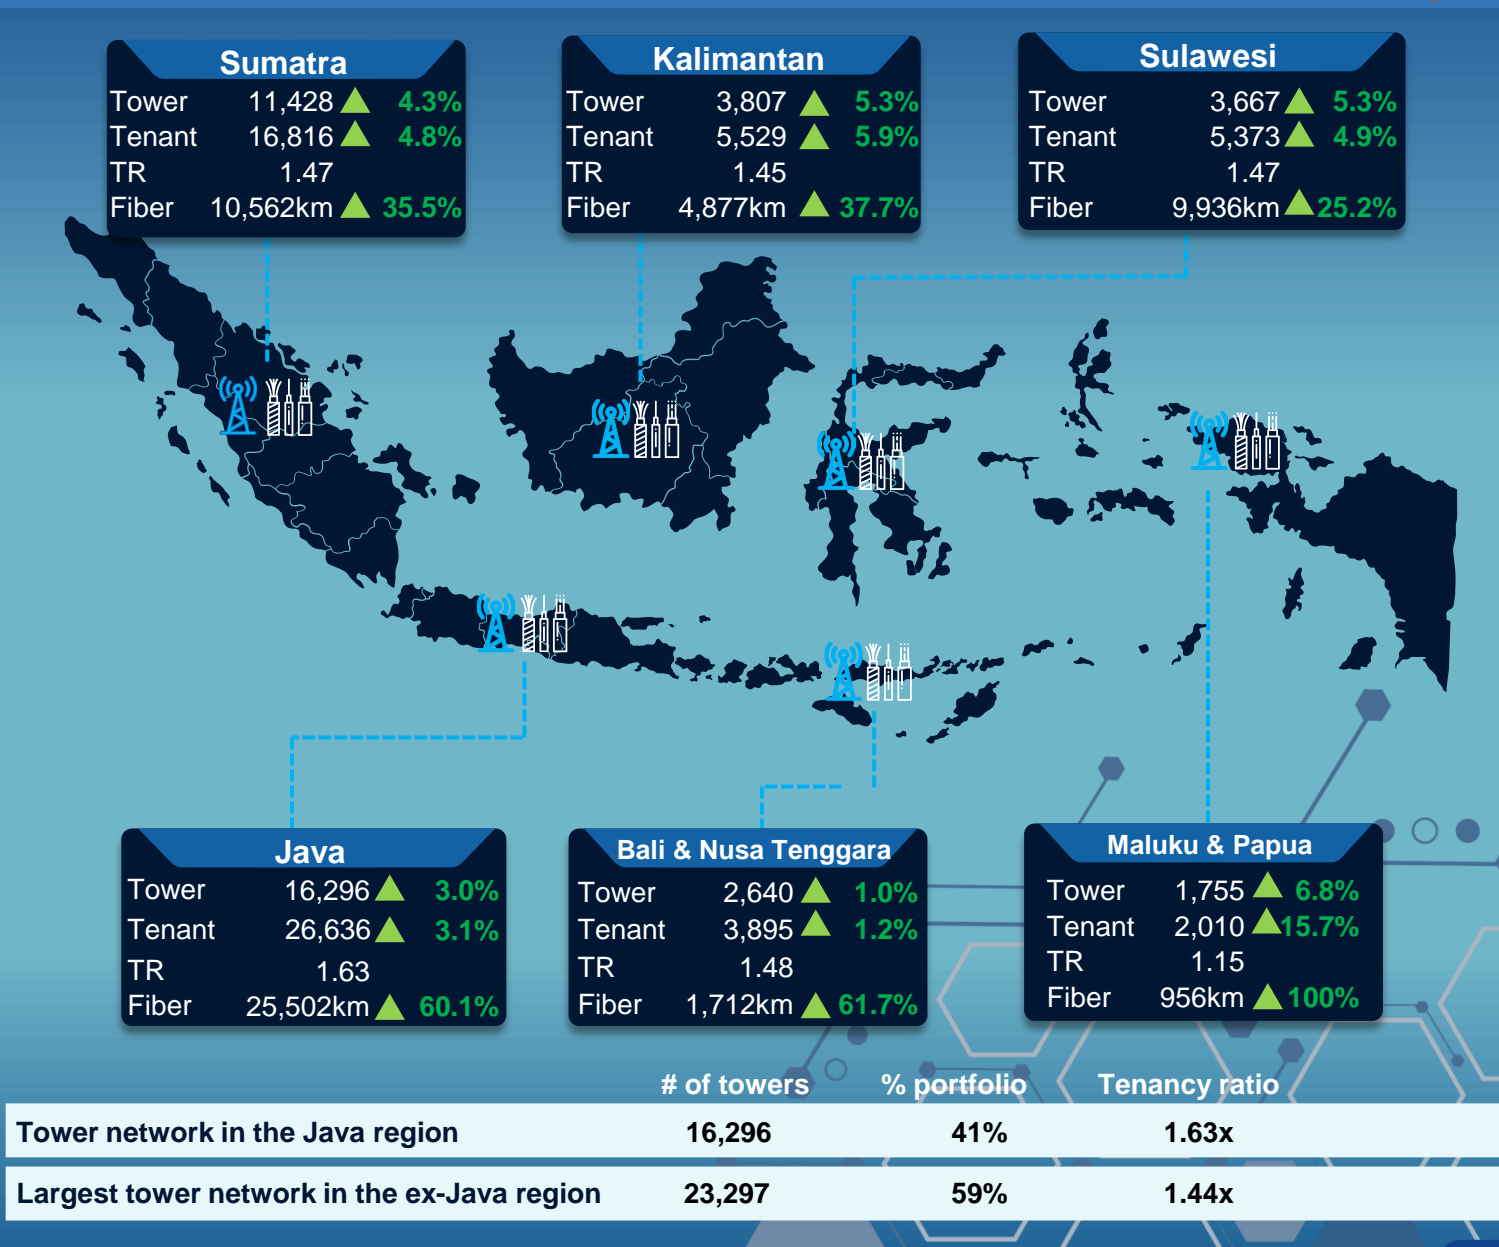 Sumatra
Tower 11,428 4.3%
Tenant 16,816 4.8%
TR 1.47
Fiber 10,562km 35.5%
Kalimantan
Tower 3,807 5.3%
Tenant 5,529 5.9%
TR 1.45
Fiber 4,877km 37.7%
Sulawesi
Tower 3,667 5.3%
Tenant 5,373 4.9%
TR 1.47
Fiber 9,936km 25.2%
Java
Tower 16,296 3.0%
Tenant 26,636 3.1%
TR 1.63
Fiber 25,502km 60.1%
Bali & Nusa Tenggara
Tower 2,640 1.0%
Tenant 3,895 1.2%
TR 1.48
Fiber 1,712km 61.7%
Maluku & Papua
Tower 1,755 6.8%
Tenant 2,010 15.7%
TR 1.15
Fiber 956km 100%
# of towers % portfolio Tenancy ratio
Tower network in the Java region 16,296 41% 1.63x
Largest tower network in the ex-Java region 23,297 59% 1.44x